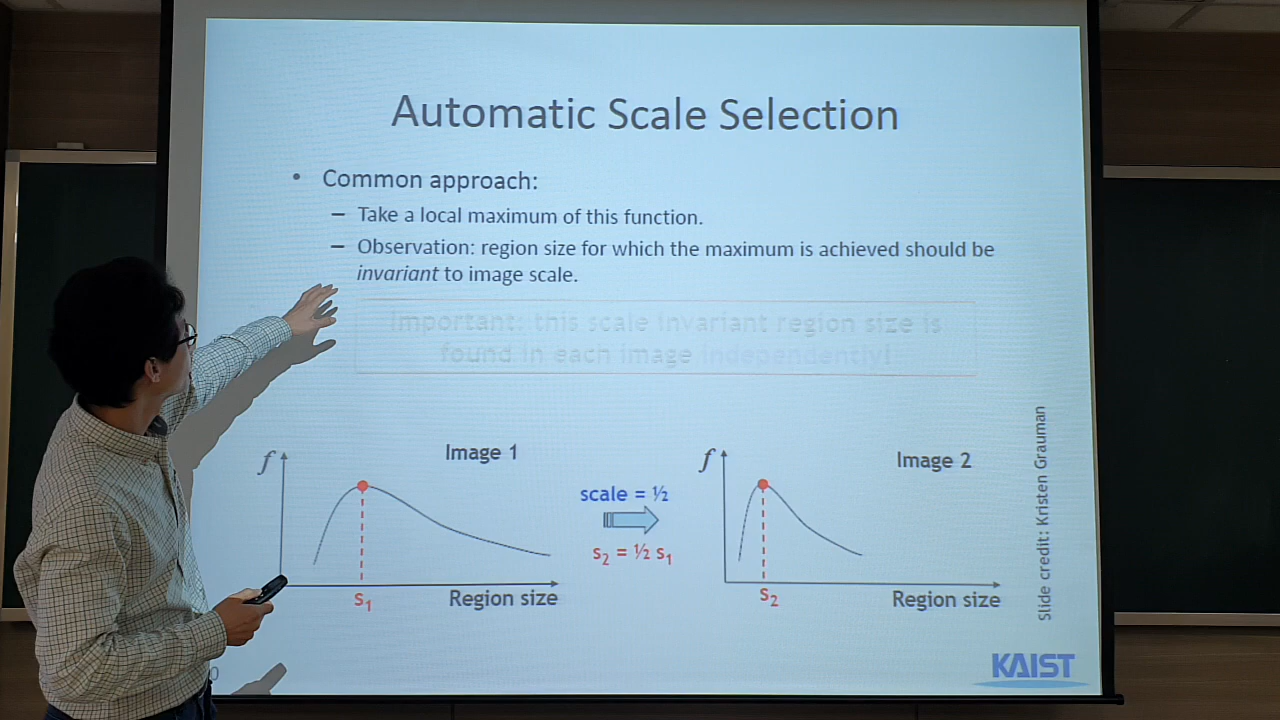 Automatic Scale Selection
• Common approach:
– Take a local maximum of this function.
– Observation: region size for which the maximum is achieved should be
invariant to image scale.
Important: this scale invariant region size is
found in each image independently!
f
Image 1
S1
Region size
scale = ½
s2 = ½ s1
f
Image 2
S2
Region size
Slide credit: Kristen Grauman
KAIST